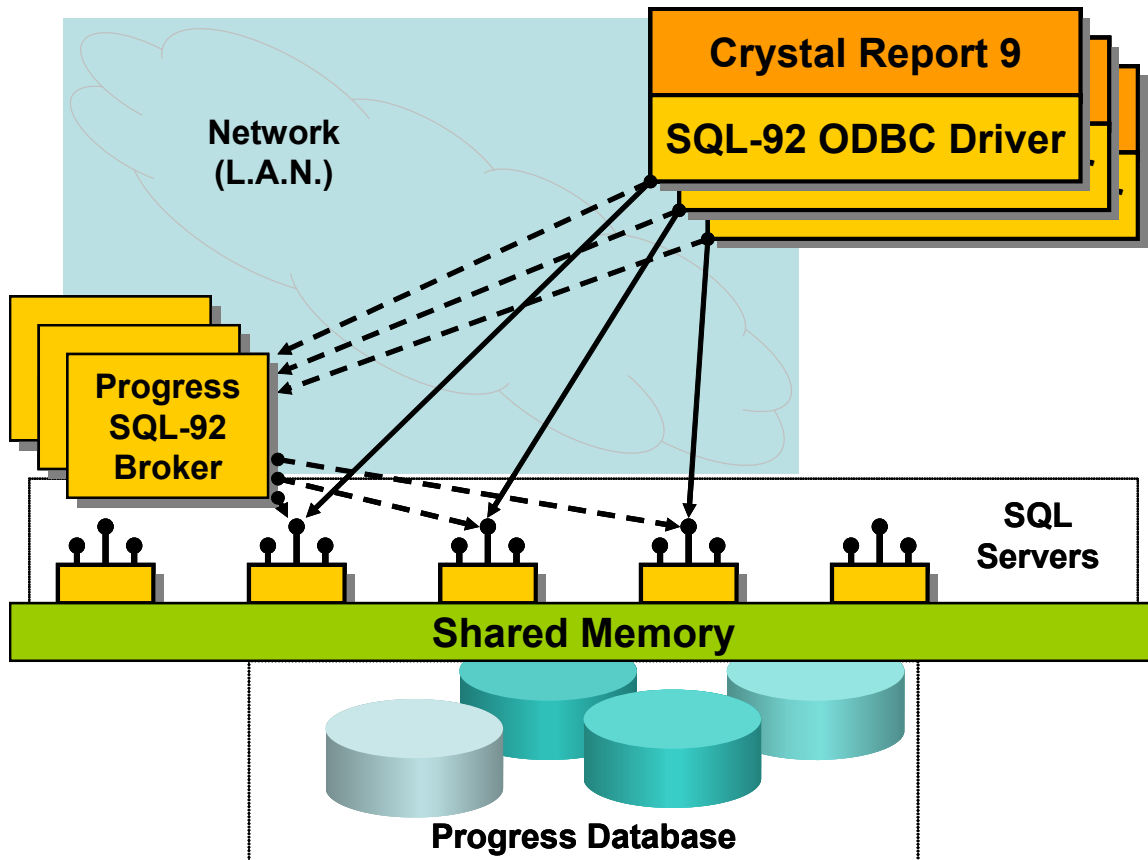 Crystal Report 9
SQL-92 ODBC Driver
Network
(L.A.N.)
Progress
SQL-92
Broker
SQL
Servers
Shared Memory
Progress Database